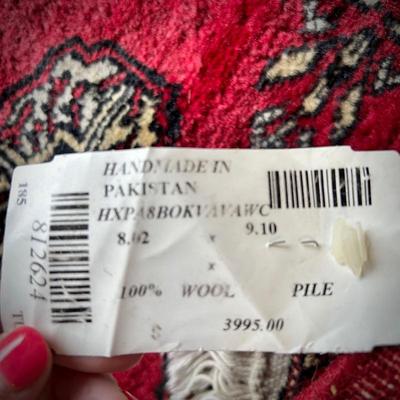 HANDMADE IN
PAKISTAN
HXPA8BOKVAVAWC
8.02 x 9.10
x
100% WOOL PILE
3995.00
185
812624